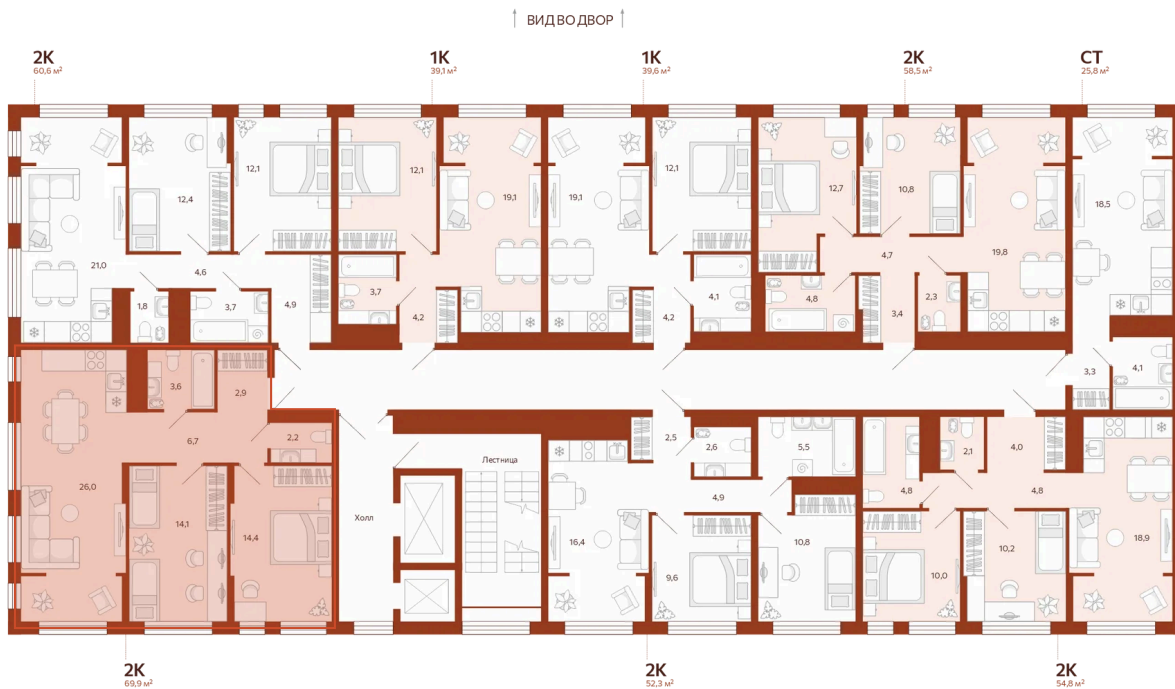 ВИД ВО ДВОР
2К
60,6 м²
1К
39,1 м²
1К
39,6 м²
2К
58,5 м²
СТ
25,8 м²
12,4
12,1
12,1
19,1
19,1
12,1
12,7
10,8
18,5
21,0
4,6
1,8
3,7
4,9
3,7
4,2
4,2
4,1
4,8
4,7
3,4
2,3
19,8
3,3
4,1
3,6
2,9
6,7
2,2
26,0
14,1
14,4
Холл
Лестница
2,5
2,6
5,5
4,9
16,4
9,6
10,8
4,8
2,1
4,0
4,8
10,0
10,2
18,9
2К
69,9 м²
2К
52,3 м²
2К
54,8 м²